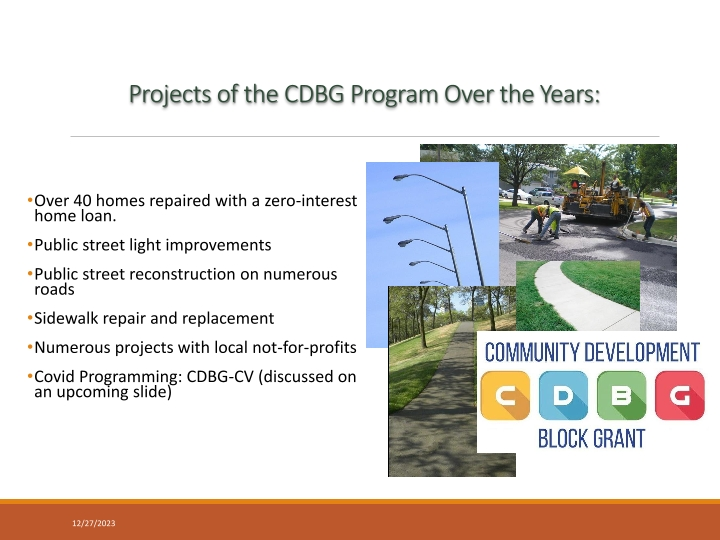 Projects of the CDBG Program Over the Years:
•Over 40 homes repaired with a zero-interest
home loan.
•Public street light improvements
•Public street reconstruction on numerous
roads
•Sidewalk repair and replacement
•Numerous projects with local not-for-profits
•Covid Programming: CDBG-CV (discussed on
an upcoming slide)
COMMUNITY DEVELOPMENT
C D B G
BLOCK GRANT
12/27/2023